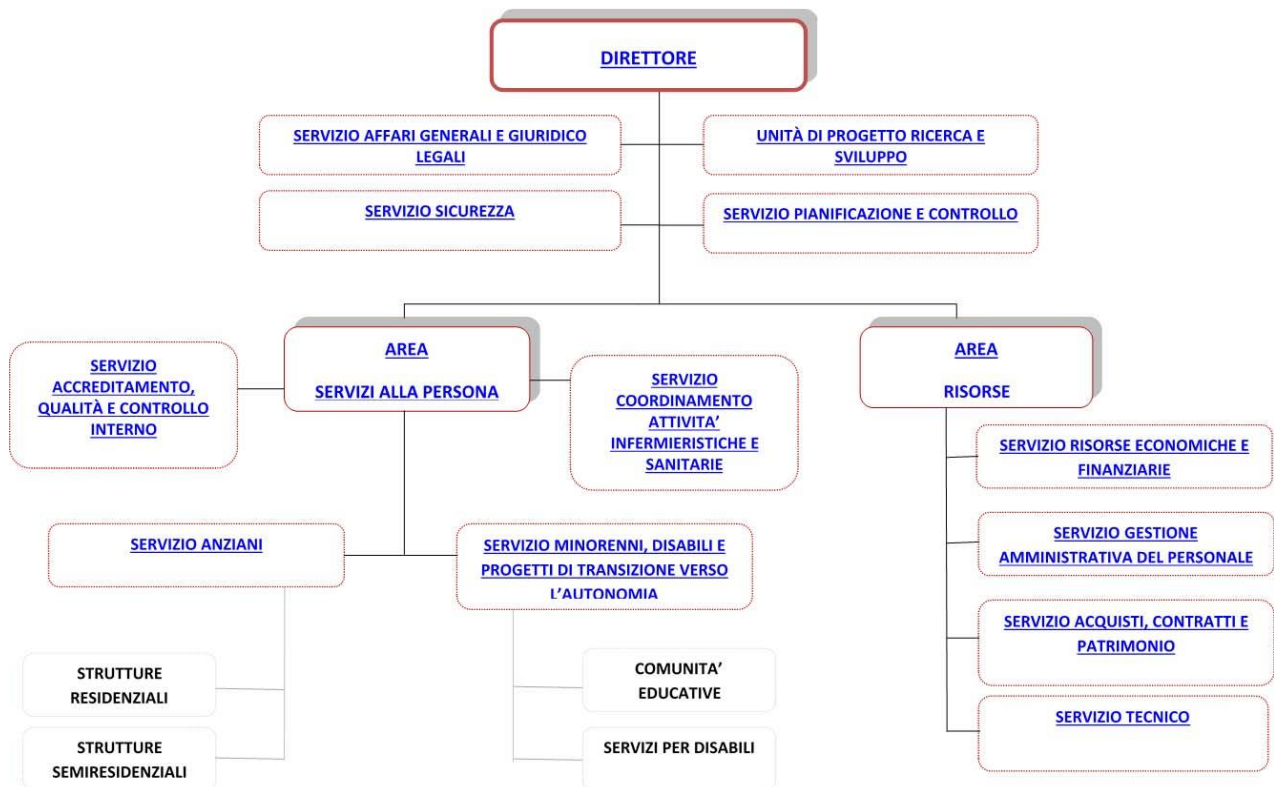 DIRETTORE
SERVIZIO AFFARI GENERALI E GIURIDICO
LEGALI
UNITÀ DI PROGETTO RICERCA E
SVILUPPO
SERVIZIO SICUREZZA
SERVIZIO PIANIFICAZIONE E CONTROLLO
AREA
SERVIZI ALLA PERSONA
AREA
RISORSE
SERVIZIO
ACCREDITAMENTO,
QUALITÀ E CONTROLLO
INTERNO
SERVIZIO
COORDINAMENTO
ATTIVITA’
INFERMIERISTICHE E
SANITARIE
SERVIZIO RISORSE ECONOMICHE E
FINANZIARIE
SERVIZIO ANZIANI
SERVIZIO MINORENNI, DISABILI E
PROGETTI DI TRANSIZIONE VERSO
L’AUTONOMIA
SERVIZIO GESTIONE
AMMINISTRATIVA DEL PERSONALE
SERVIZIO ACQUISTI, CONTRATTI E
PATRIMONIO
STRUTTURE
RESIDENZIALI
COMUNITA’
EDUCATIVE
SERVIZIO TECNICO
STRUTTURE
SEMIRESIDENZIALI
SERVIZI PER DISABILI